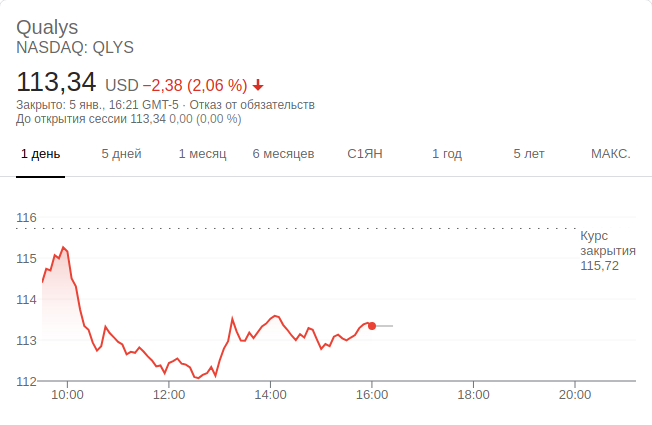 Qualys
NASDAQ: QLYS
113,34 USD −2,38 (2,06 %)
Закрыто: 5 янв., 16:21 GMT-5 · Отказ от обязательств
До открытия сессии 113,34 0,00 (0,00 %)
1 день 5 дней 1 месяц 6 месяцев С1ЯН 1 год 5 лет МАКС.
116
115
114
113
112
Курс
закрытия
115,72
10:00 12:00 14:00 16:00 18:00 20:00